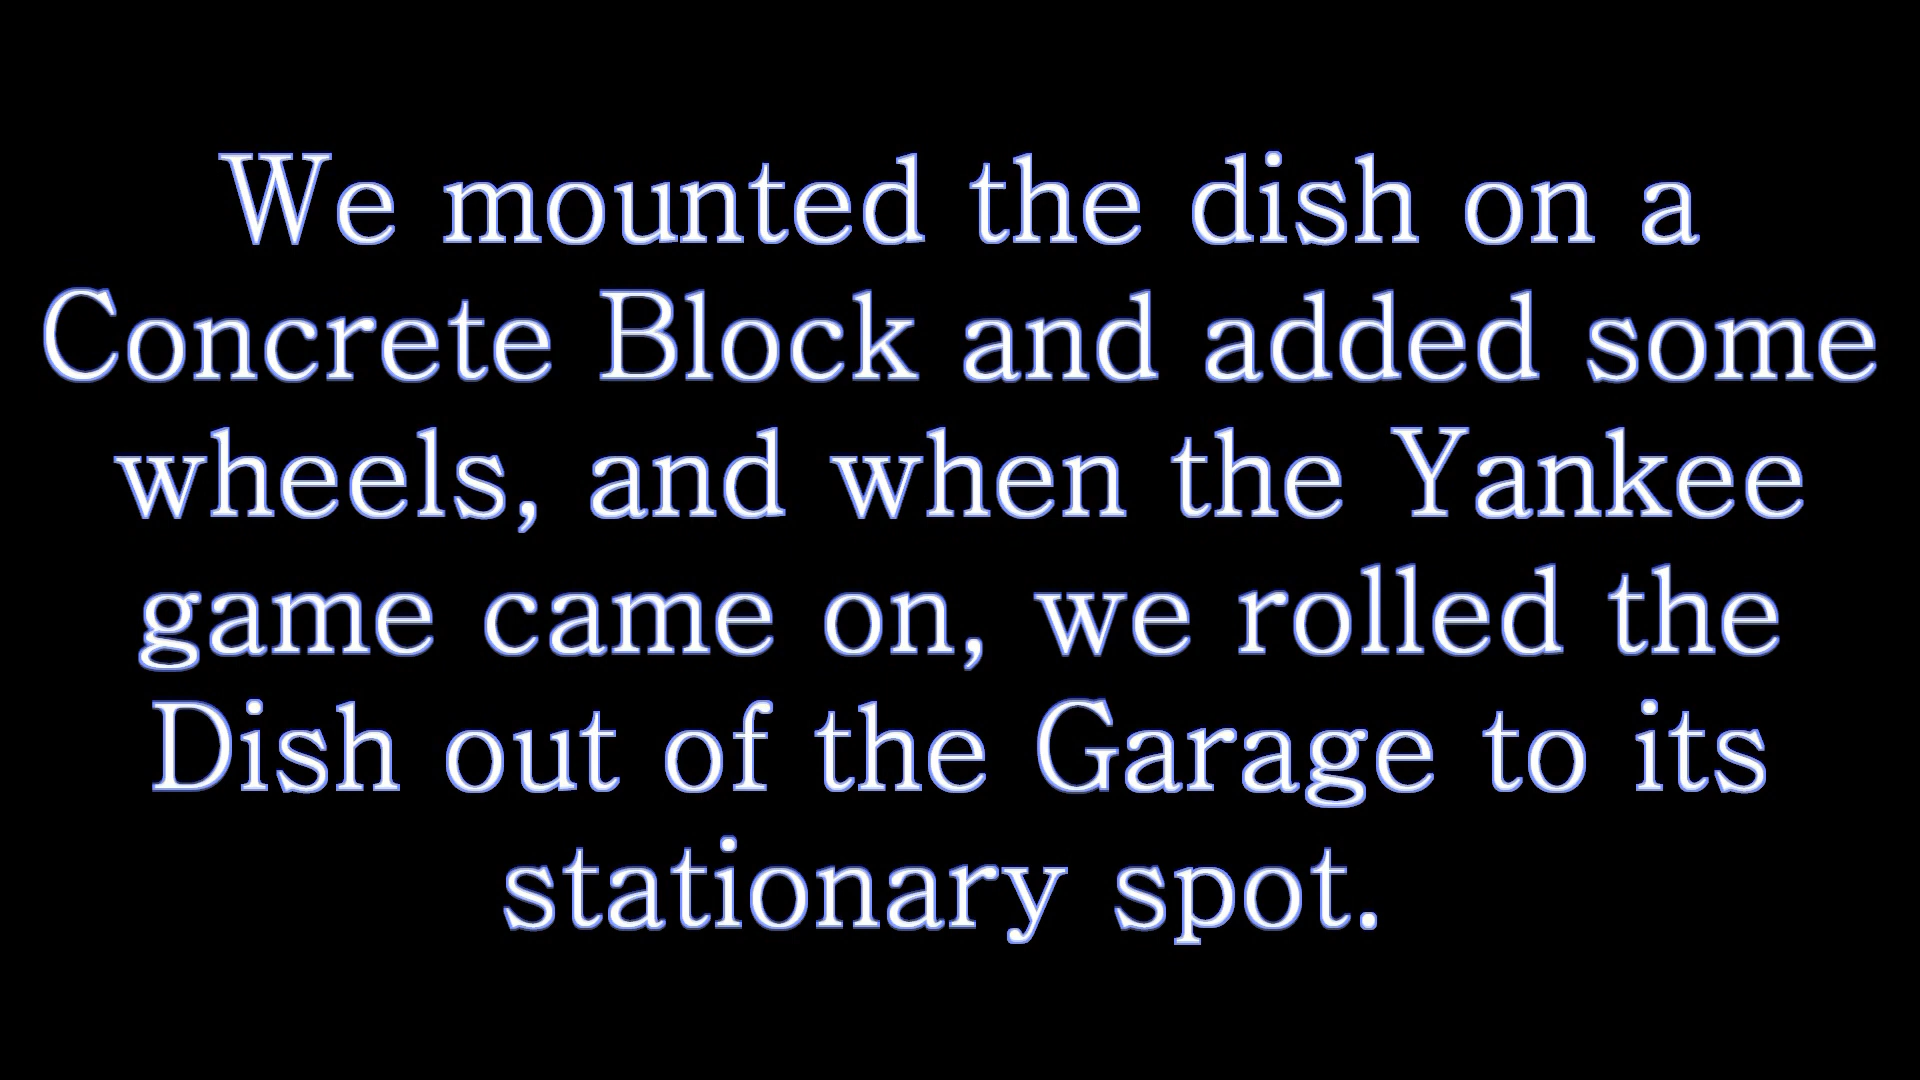 We mounted the dish on a
Concrete Block and added some
wheels, and when the Yankee
game came on, we rolled the
Dish out of the Garage to its
stationary spot.